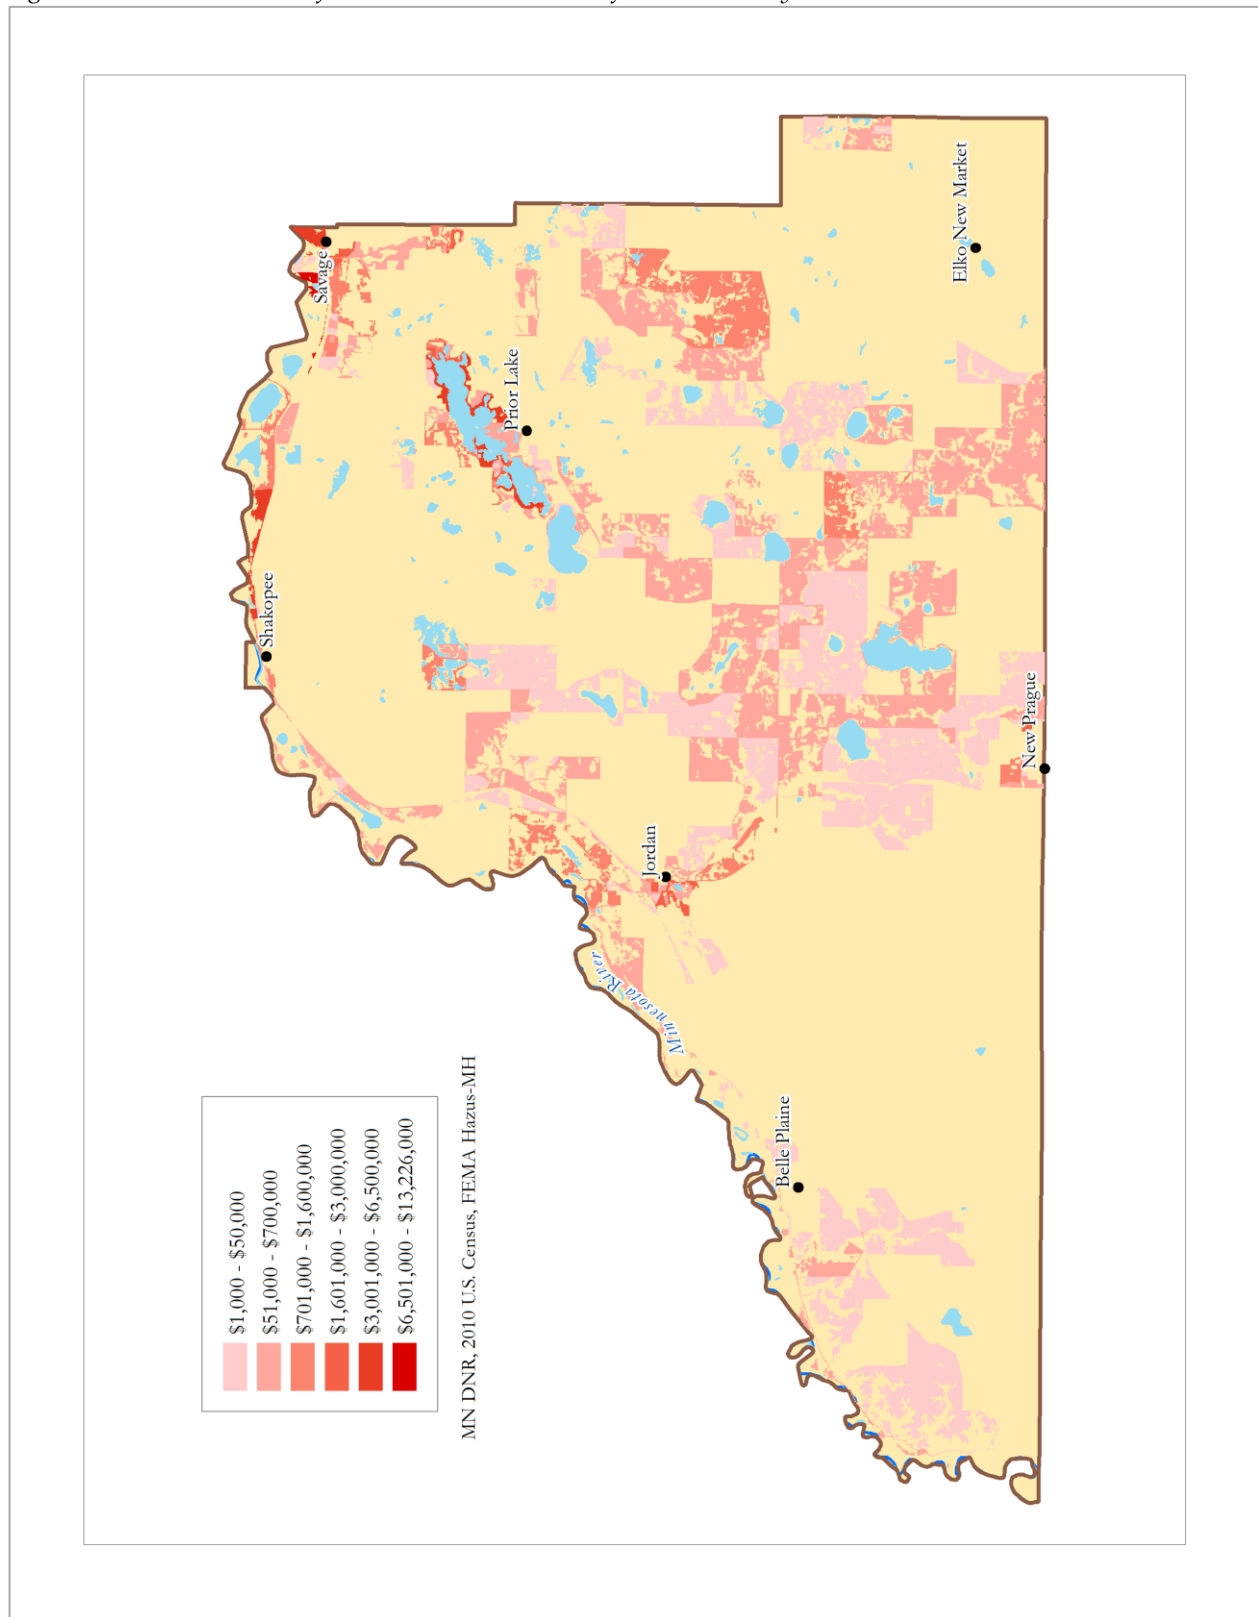 $1,000 - $50,000
$51,000 - $700,000
$701,000 - $1,600,000
$1,601,000 - $3,000,000
$3,001,000 - $6,500,000
$6,501,000 - $13,226,000
MN DNR, 2010 U.S. Census, FEMA Hazus-MH
Savage
Shakopee
Prior Lake
Elko New Market
Jordan
New Prague
Minnesota River
Belle Plaine